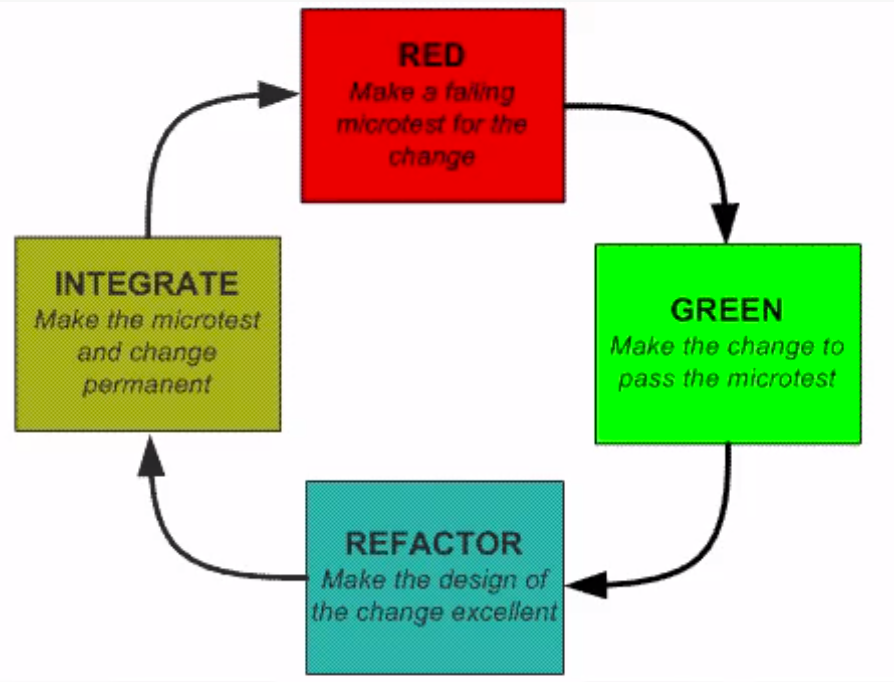 RED
Make a failing
microtest for the
change
GREEN
Make the change to
pass the microtest
REFACTOR
Make the design of
the change excellent
INTEGRATE
Make the microtest
and change
permanent